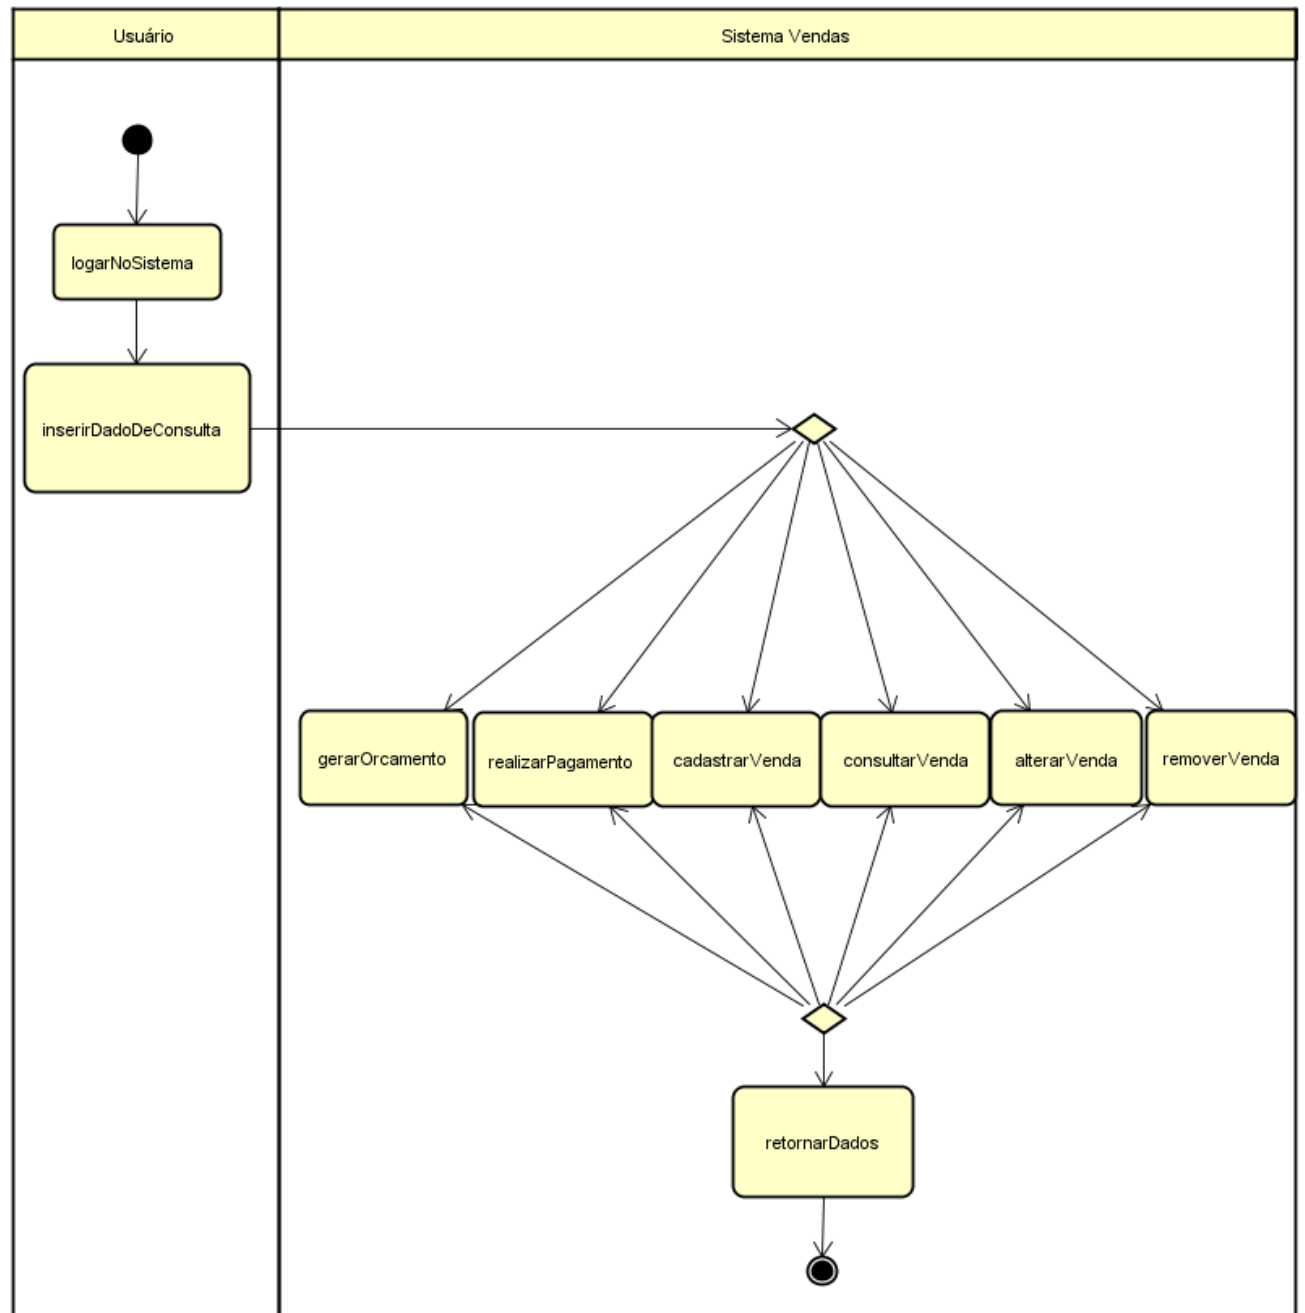 Usuário
Sistema Vendas
logarNoSistema
inserirDadoDeConsulta
gerarOrcamento
realizarPagamento
cadastrarVenda
consultarVenda
alterarVenda
removerVenda
retornarDados